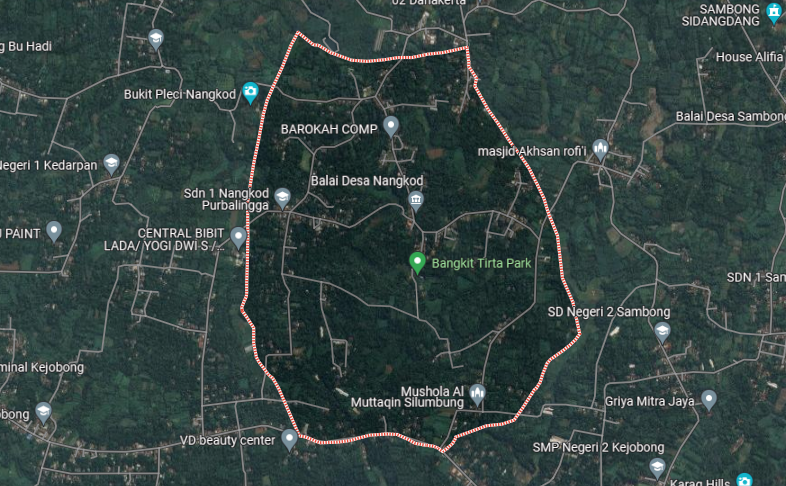 02 Danakerta
SAMBONG
SIDANGDANG
g Bu Hadi
House Alifia
Bukit Pleci Nangkod
BAROKAH COMP
Balai Desa Sambong
masjid Akhsan rofi'i
Negeri 1 Kedarpan
Balai Desa Nangkod
Sdn 1 Nangkod
Purbalingga
J PAINT
CENTRAL BIBIT
LADA/ YOGI DWI S /...
Bangkit Tirta Park
SDN 1 Sam
SD Negeri 2 Sambong
minal Kejobong
Mushola Al
Muttaqin Silumbung
Griya Mitra Jaya
bong
VD beauty center
SMP Negeri 2 Kejobong
Karag Hills